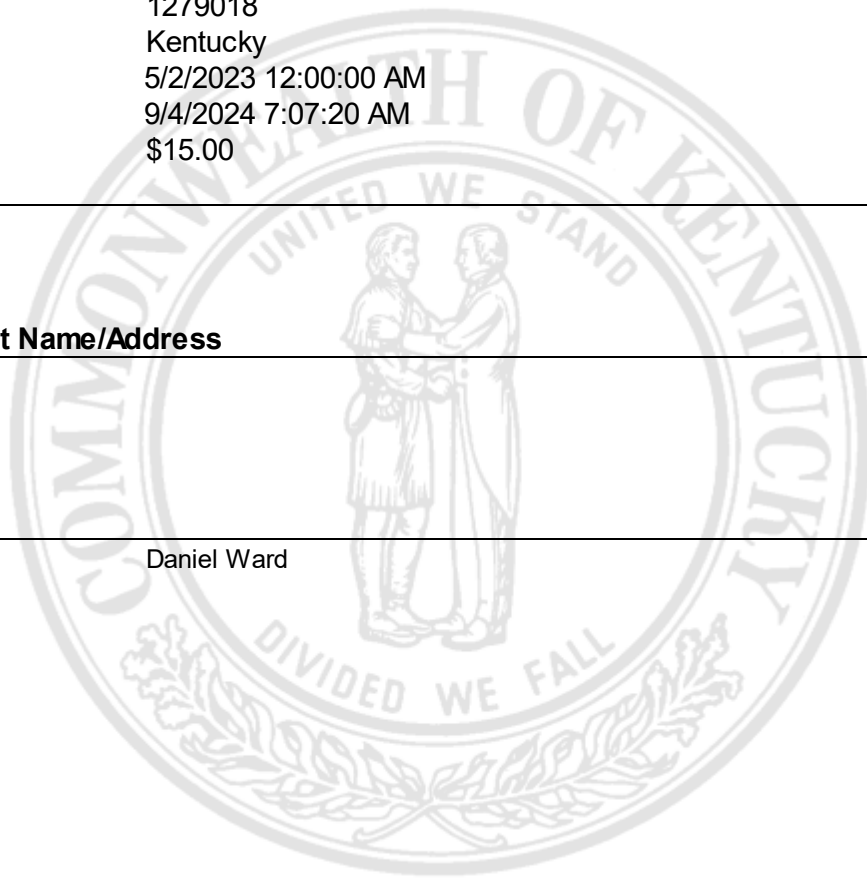 1279018
Kentucky
5/2/2023 12:00:00 AM
9/4/2024 7:07:20 AM
$15.00
t Name/Address
Daniel Ward
COMMONWEALTH OF KENTUCKY
UNITED WE STAND
DIVIDED WE FALL